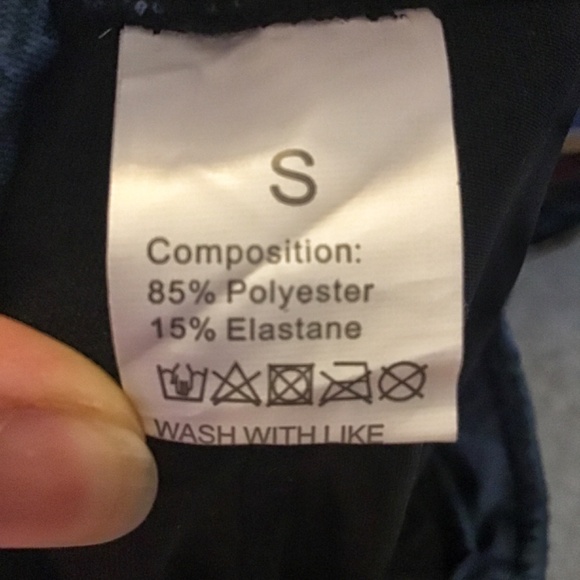 S
Composition:
85% Polyester
15% Elastane
WASH WITH LIKE